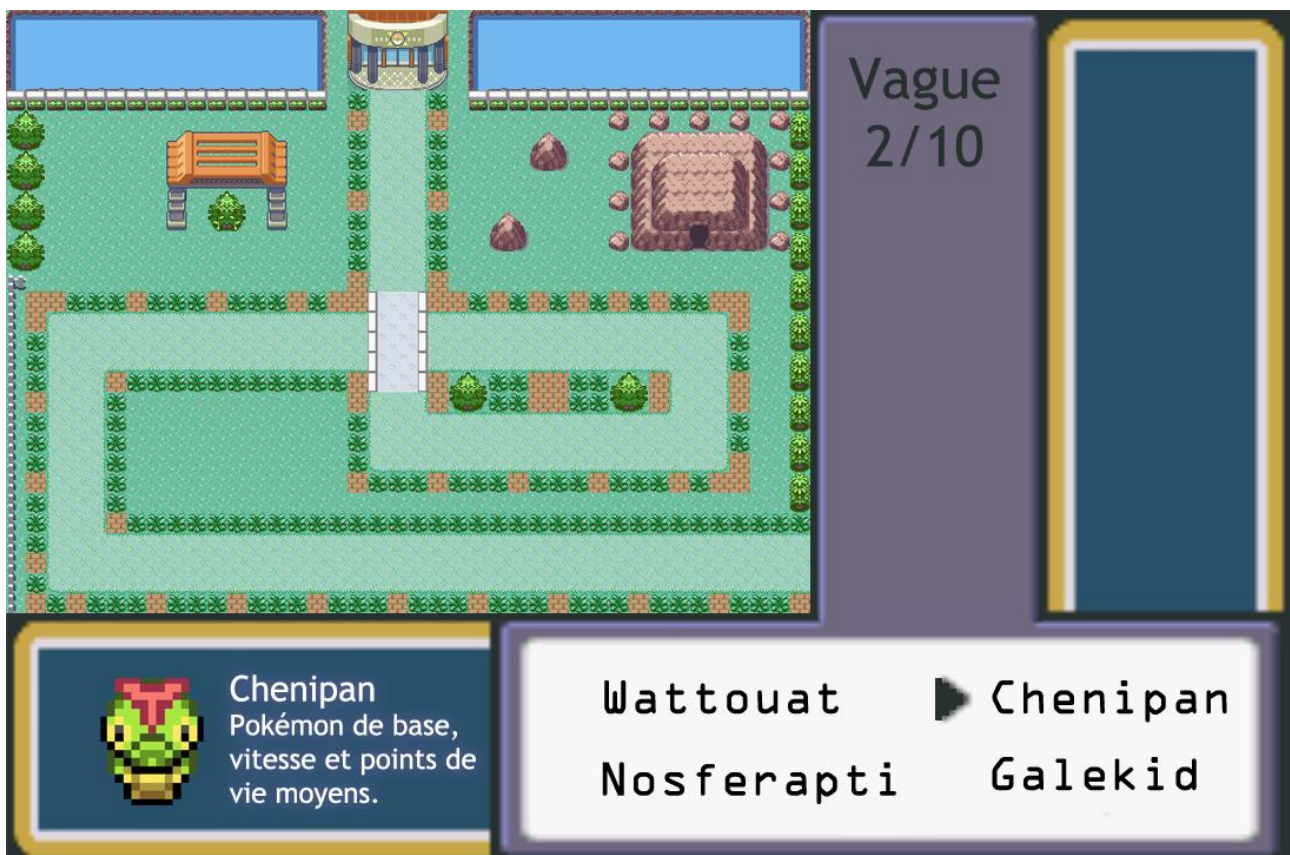 Vague
2/10
Chenipan
Pokémon de base,
vitesse et points de
vie moyens.
Wattouat
Chenipan
Nosferapti
Galekid